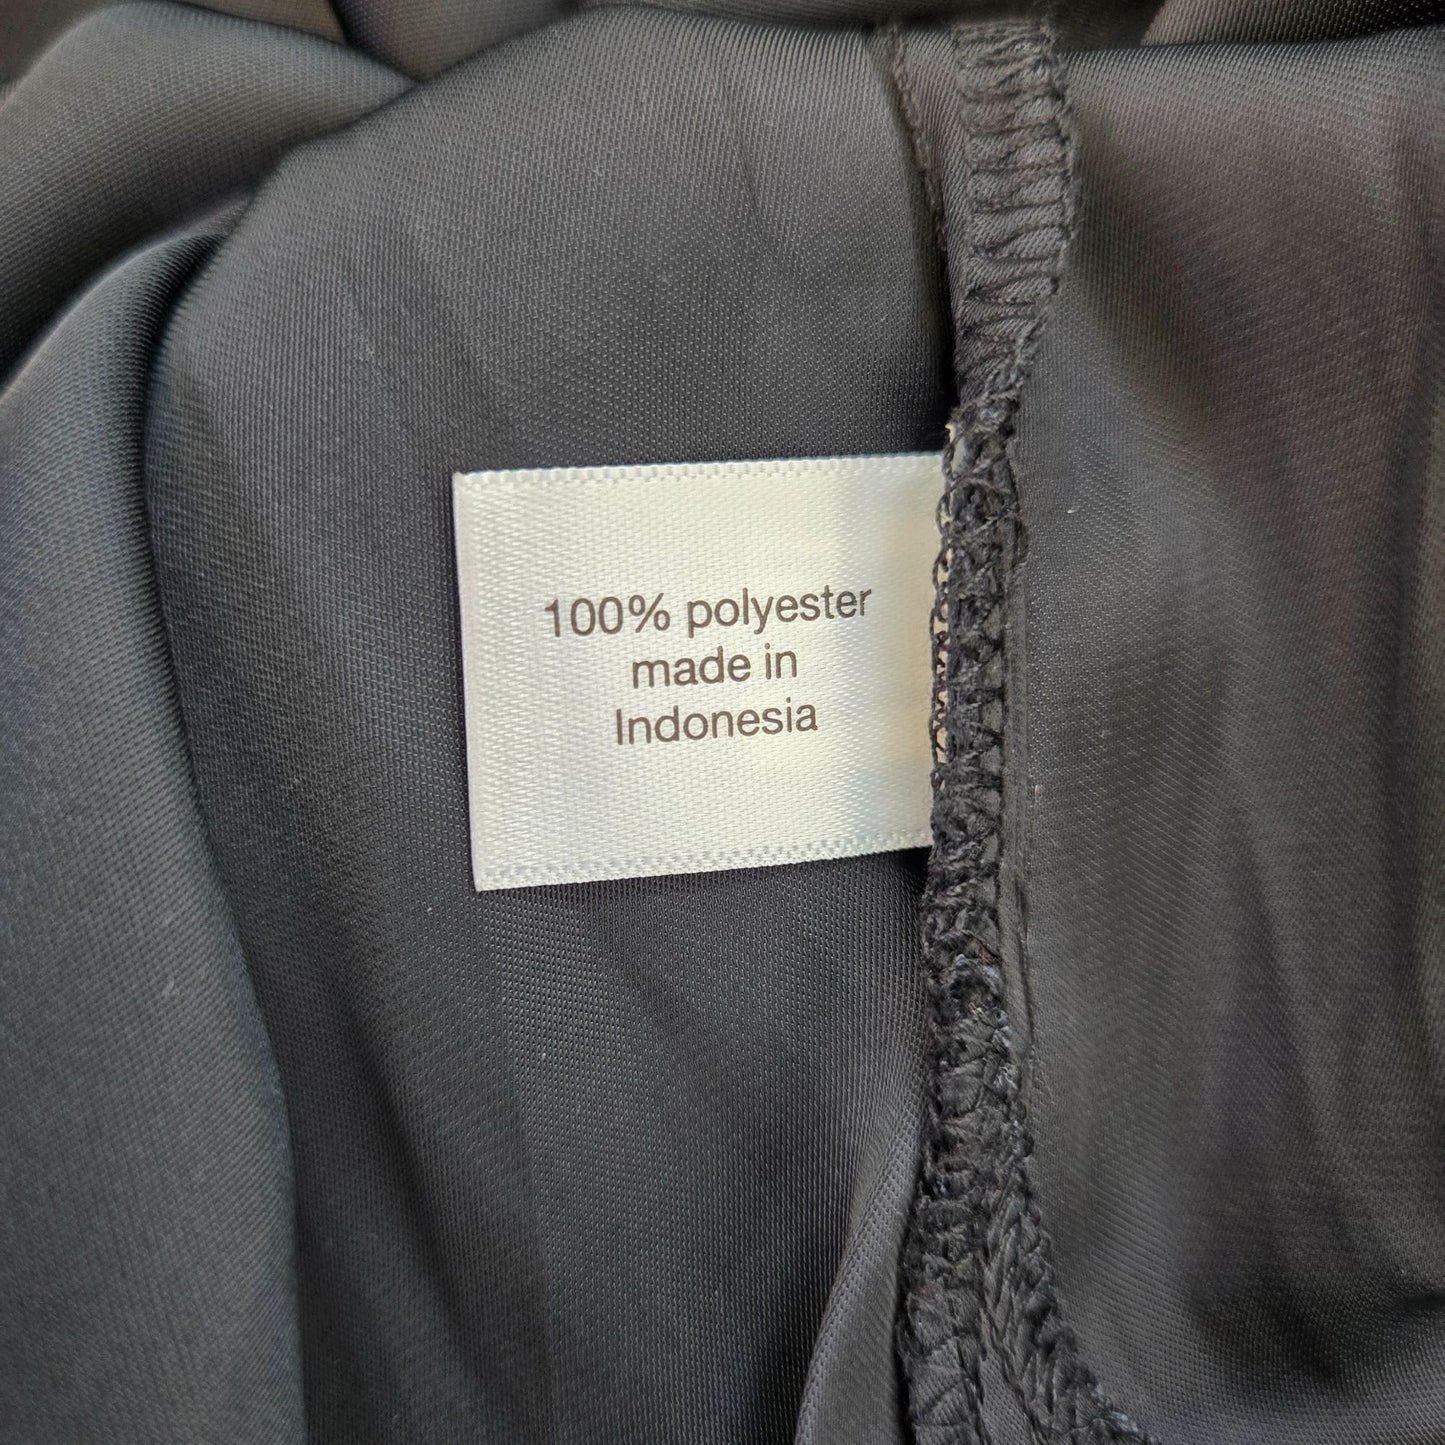 100% polyester
made in
Indonesia